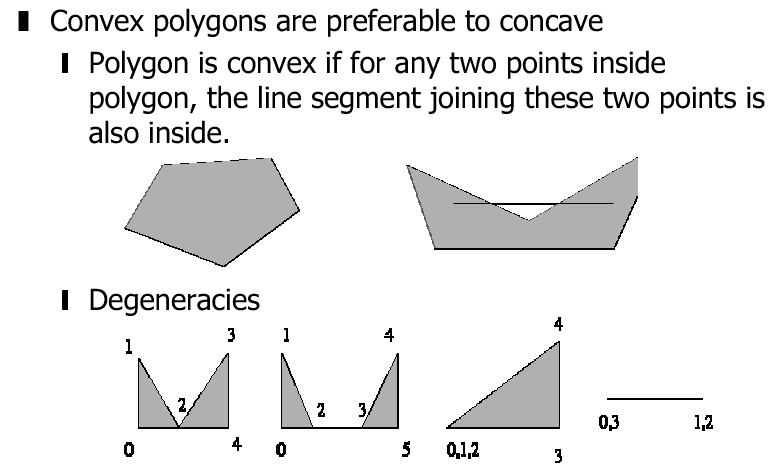 Convex polygons are preferable to concave
Polygon is convex if for any two points inside
polygon, the line segment joining these two points is
also inside.
Degeneracies
1 3 1 4 4
2 2 3 0,3 1,2
0 4 0 5 0,1,2 3